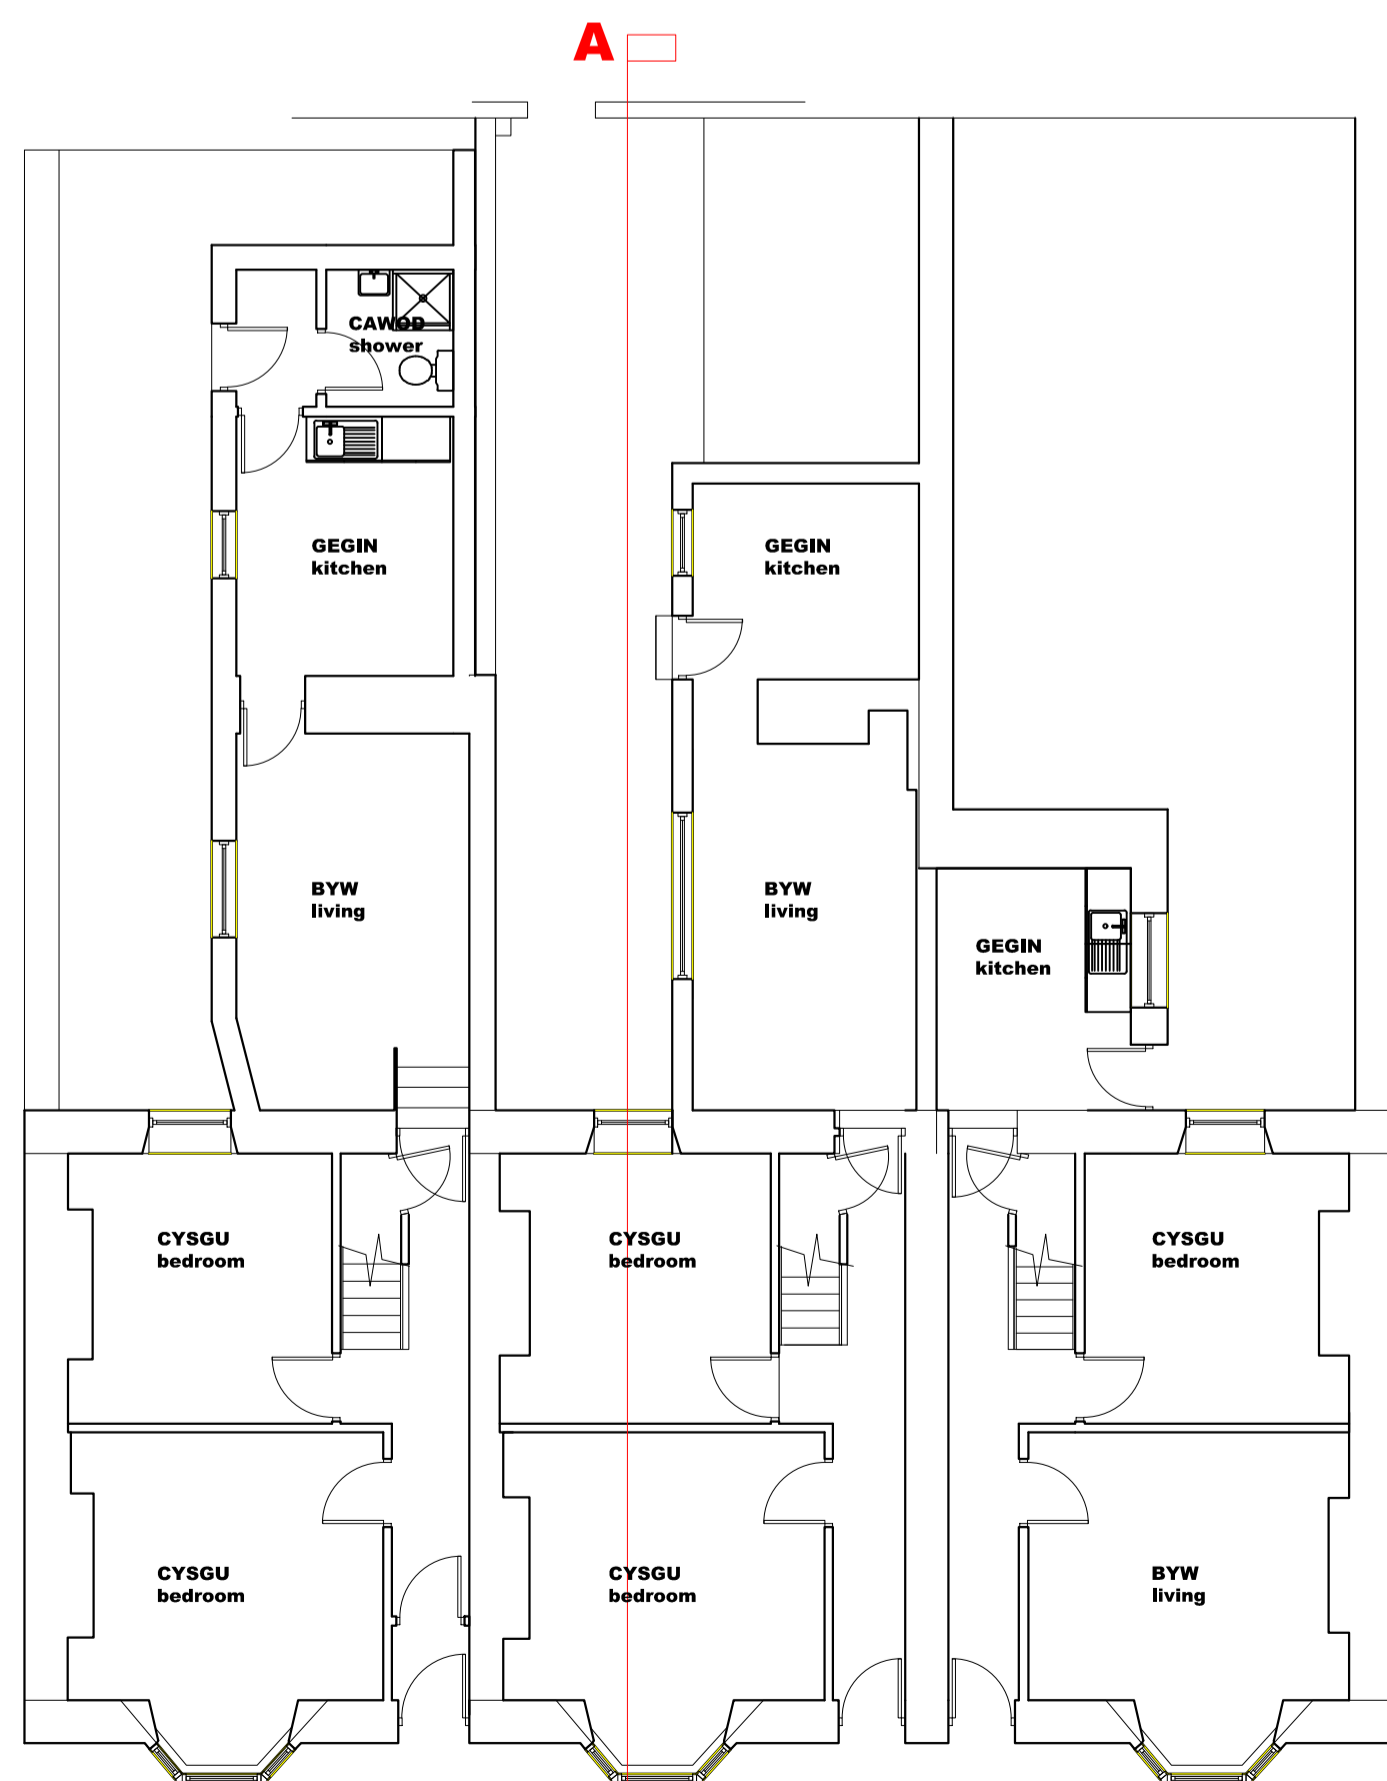 A
CAWOD
shower
GEGIN
kitchen
GEGIN
kitchen
BYW
living
BYW
living
GEGIN
kitchen
CYSGU
bedroom
CYSGU
bedroom
CYSGU
bedroom
CYSGU
bedroom
CYSGU
bedroom
BYW
living